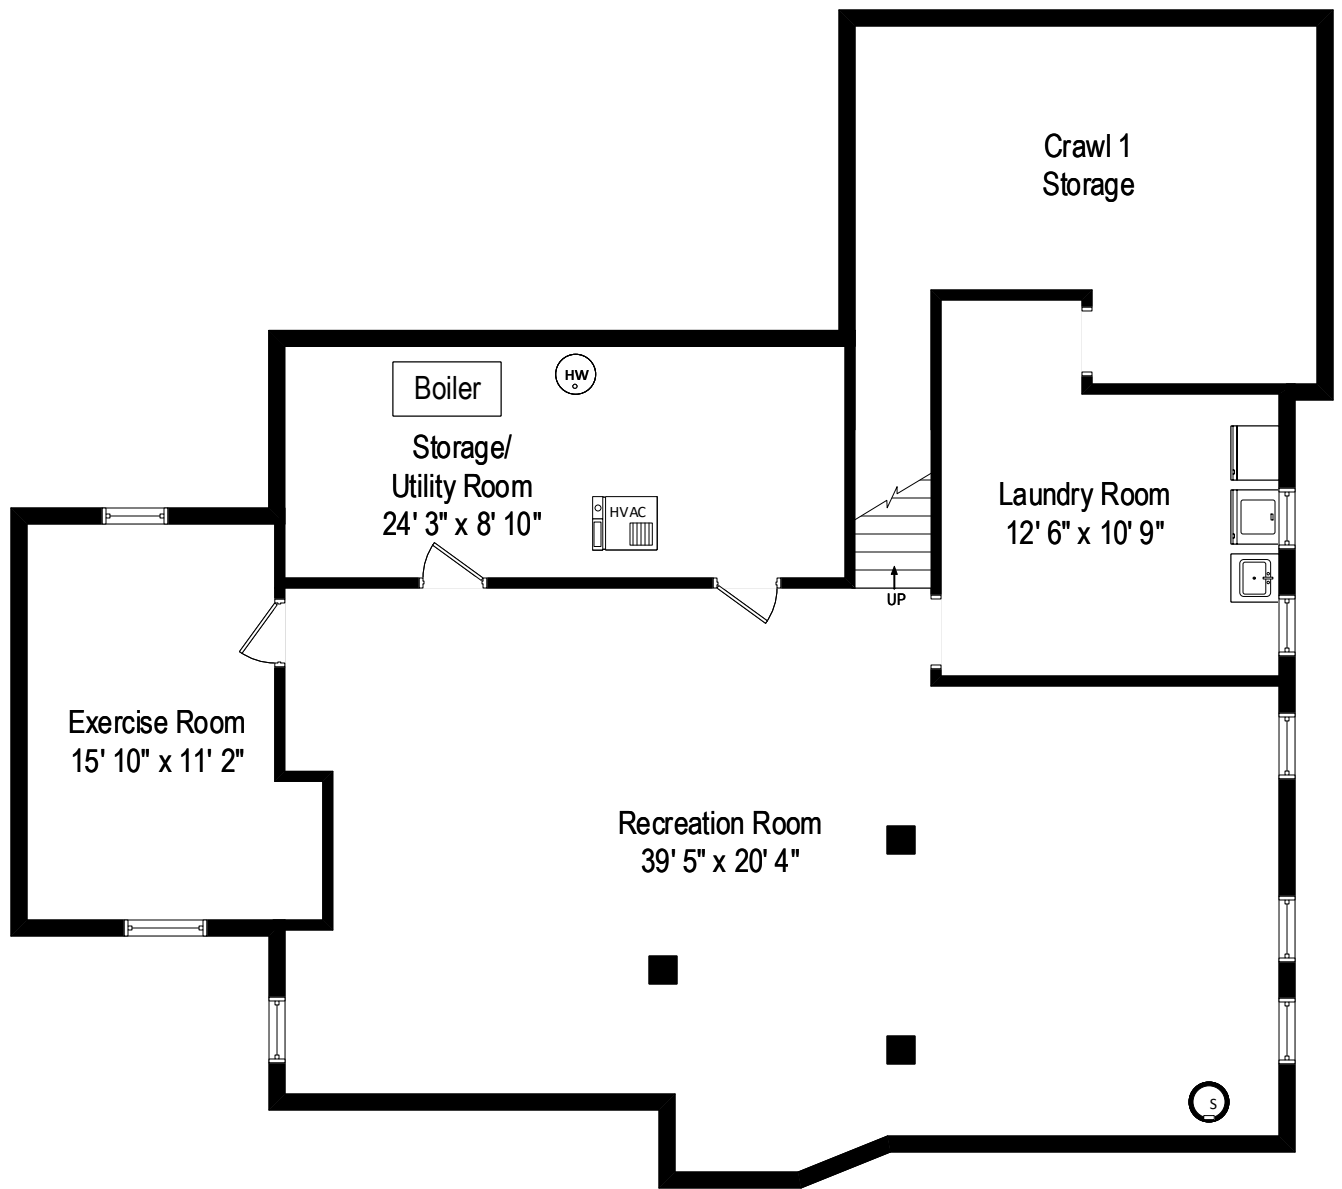 Crawl 1
Storage
Boiler
HW
Storage/
Utility Room
24' 3" x 8' 10"
HVAC
Laundry Room
12' 6" x 10' 9"
UP
Exercise Room
15' 10" x 11' 2"
Recreation Room
39' 5" x 20' 4"
S